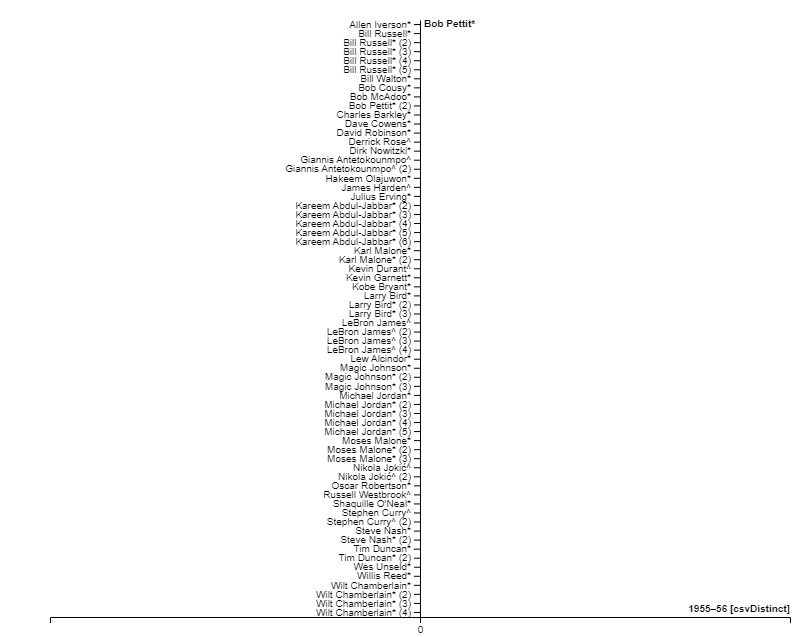 Bob Pettit*
Allen Iverson*
Bill Russell*
Bill Russell* (2)
Bill Russell* (3)
Bill Russell* (4)
Bill Russell* (5)
Bill Walton*
Bob Cousy*
Bob McAdoo*
Bob Pettit* (2)
Charles Barkley*
Dave Cowens*
David Robinson*
Derrick Rose^
Dirk Nowitzki*
Giannis Antetokounmpo^
Giannis Antetokounmpo^ (2)
Hakeem Olajuwon*
James Harden^
Julius Erving*
Kareem Abdul-Jabbar* (2)
Kareem Abdul-Jabbar* (3)
Kareem Abdul-Jabbar* (4)
Kareem Abdul-Jabbar* (5)
Kareem Abdul-Jabbar* (6)
Karl Malone*
Karl Malone* (2)
Kevin Durant^
Kevin Garnett*
Kobe Bryant*
Larry Bird*
Larry Bird* (2)
Larry Bird* (3)
LeBron James^
LeBron James^ (2)
LeBron James^ (3)
LeBron James^ (4)
Lew Alcindor*
Magic Johnson*
Magic Johnson* (2)
Magic Johnson* (3)
Michael Jordan*
Michael Jordan* (2)
Michael Jordan* (3)
Michael Jordan* (4)
Michael Jordan* (5)
Moses Malone*
Moses Malone* (2)
Moses Malone* (3)
Nikola Jokić^
Nikola Jokić^ (2)
Oscar Robertson*
Russell Westbrook^
Shaquille O'Neal*
Stephen Curry^
Stephen Curry^ (2)
Steve Nash*
Steve Nash* (2)
Tim Duncan*
Tim Duncan* (2)
Wes Unseld*
Willis Reed*
Wilt Chamberlain*
Wilt Chamberlain* (2)
Wilt Chamberlain* (3)
Wilt Chamberlain* (4)
1955–56 [csvDistinct]
0